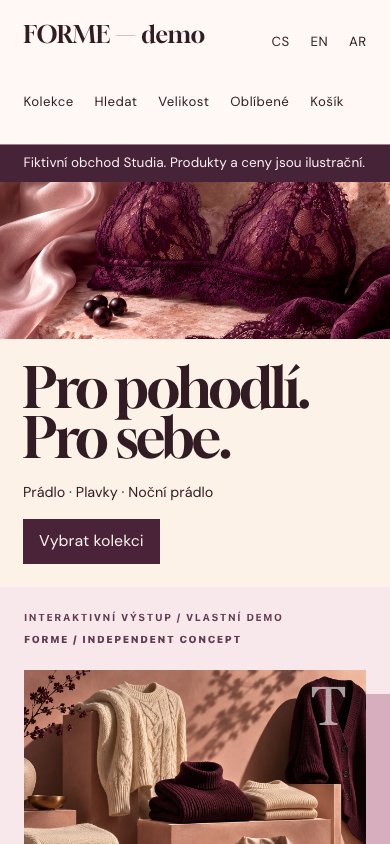 FORME — demo
CS EN AR
Kolekce Hledat Velikost Oblíbené Košík
Fiktivní obchod Studia. Produkty a ceny jsou ilustrační.
Pro pohodlí.
Pro sebe.
Prádlo · Plavky · Noční prádlo
Vybrat kolekci
INTERAKTIVNÍ VÝSTUP / VLASTNÍ DEMO
FORME / INDEPENDENT CONCEPT
T